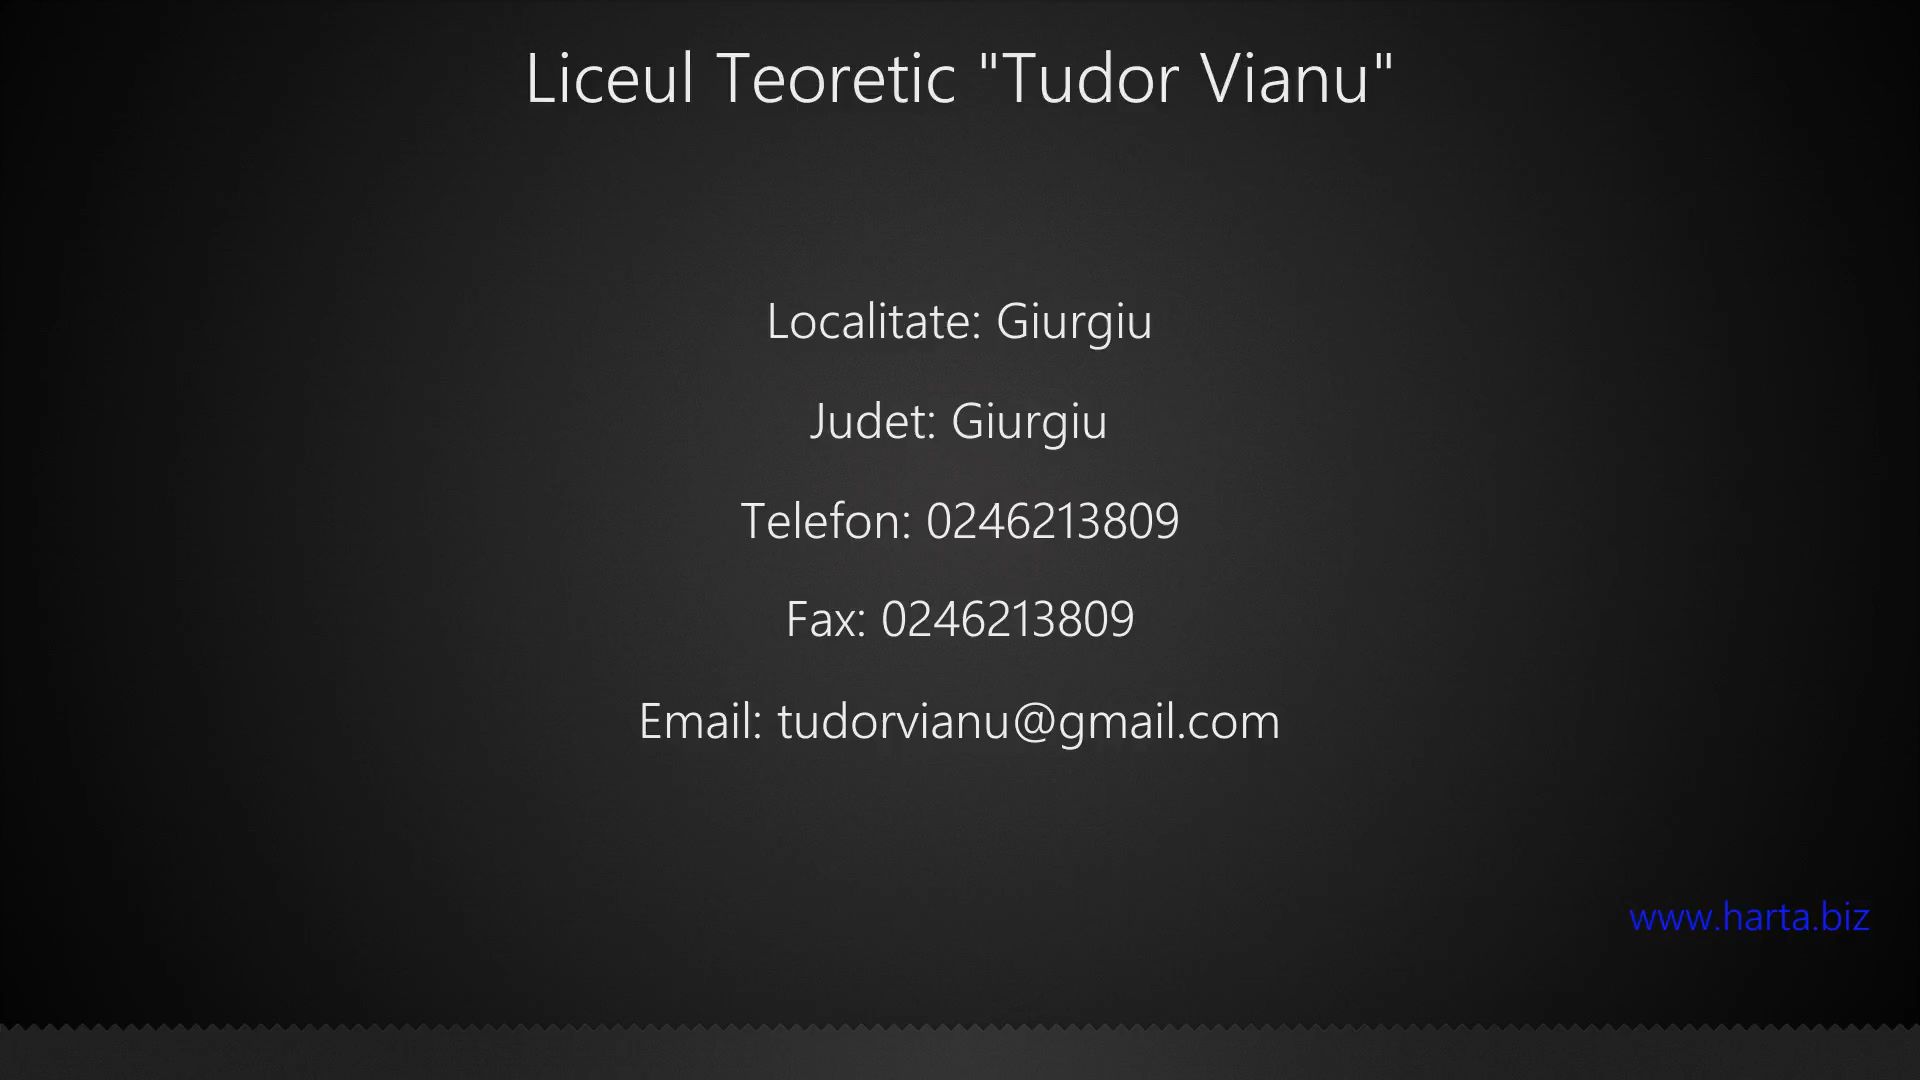 Liceul Teoretic "Tudor Vianu"
Localitate: Giurgiu
Judet: Giurgiu
Telefon: 0246213809
Fax: 0246213809
Email: tudorvianu@gmail.com
www.harta.biz